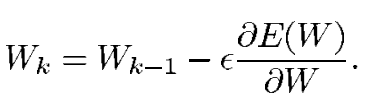 W_k = W_{k-1} - \epsilon \frac{\partial E(W)}{\partial W}.